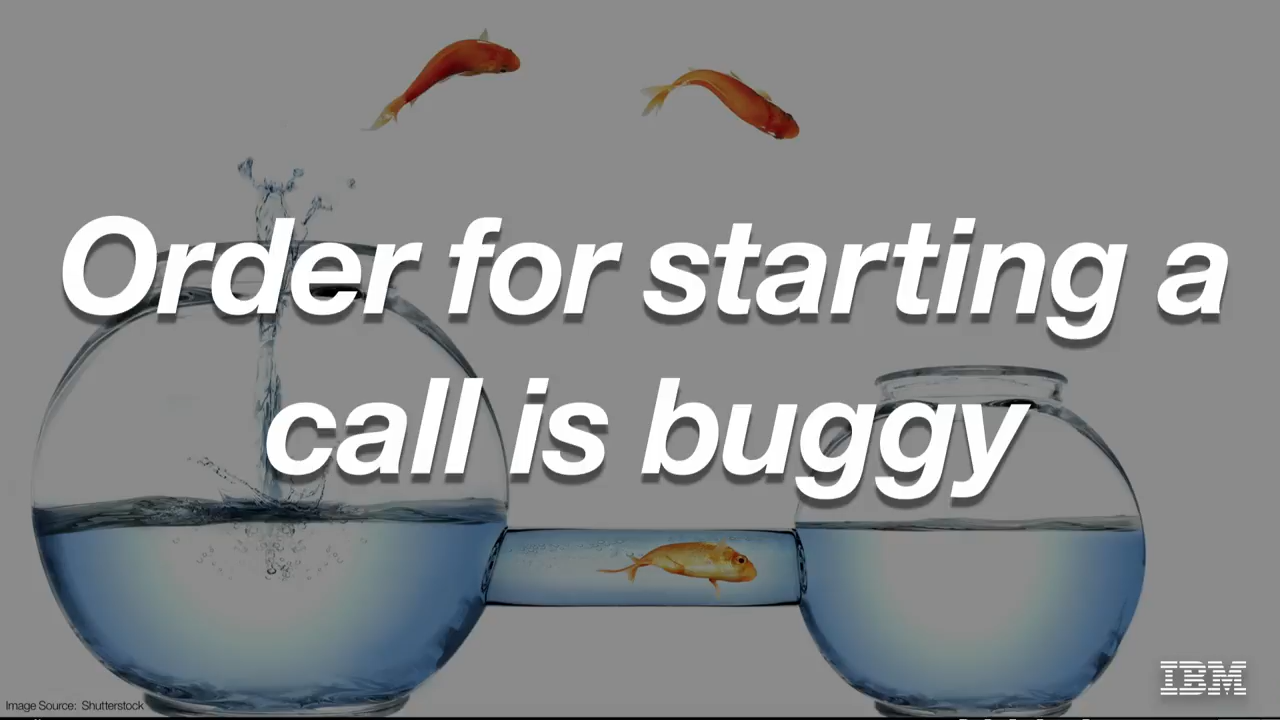 Order for starting a
call is buggy
IBM
Image Source: Shutterstock